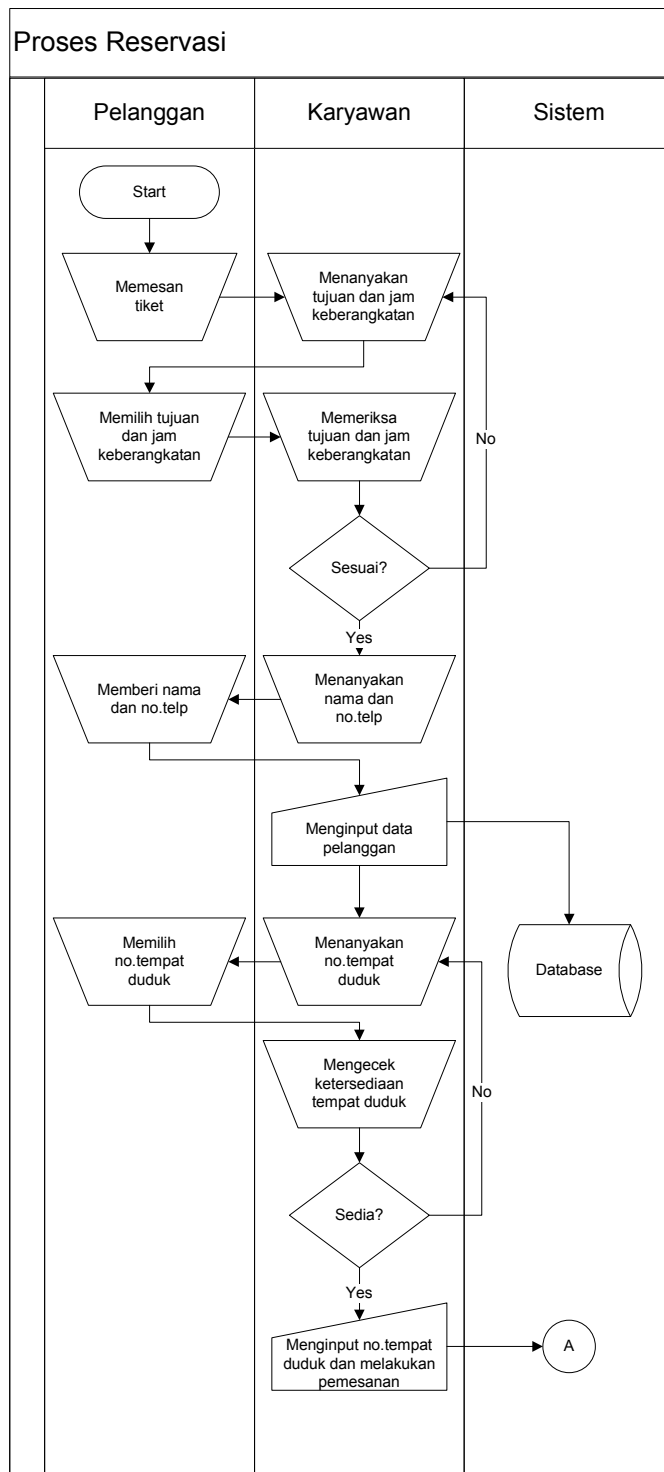 Proses Reservasi
Pelanggan
Karyawan
Sistem
Start
Memesan
tiket
Menanyakan
tujuan dan jam
keberangkatan
Memilih tujuan
dan jam
keberangkatan
Memeriksa
tujuan dan jam
keberangkatan
No
Sesuai?
Yes
Memberi nama
dan no.telp
Menanyakan
nama dan
no.telp
Menginput data
pelanggan
Memilih
no.tempat
duduk
Menanyakan
no.tempat
duduk
Database
Mengecek
ketersediaan
tempat duduk
No
Sedia?
Yes
Menginput no.tempat
duduk dan melakukan
pemesanan
A